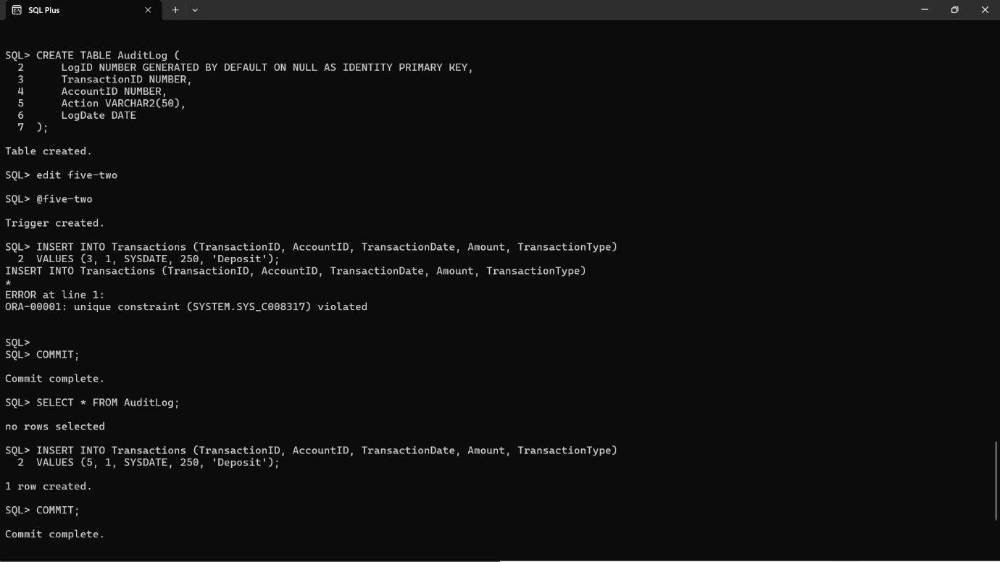 SQL Plus
SQL> CREATE TABLE AuditLog (
  2      LogID NUMBER GENERATED BY DEFAULT ON NULL AS IDENTITY PRIMARY KEY,
  3      TransactionID NUMBER,
  4      AccountID NUMBER,
  5      Action VARCHAR2(50),
  6      LogDate DATE
  7  );
Table created.
SQL> edit five-two
SQL> @five-two
Trigger created.
SQL> INSERT INTO Transactions (TransactionID, AccountID, TransactionDate, Amount, TransactionType)
  2  VALUES (3, 1, SYSDATE, 250, 'Deposit');
INSERT INTO Transactions (TransactionID, AccountID, TransactionDate, Amount, TransactionType)
*
ERROR at line 1:
ORA-00001: unique constraint (SYSTEM.SYS_C008317) violated
SQL>
SQL> COMMIT;
Commit complete.
SQL> SELECT * FROM AuditLog;
no rows selected
SQL> INSERT INTO Transactions (TransactionID, AccountID, TransactionDate, Amount, TransactionType)
  2  VALUES (5, 1, SYSDATE, 250, 'Deposit');
1 row created.
SQL> COMMIT;
Commit complete.